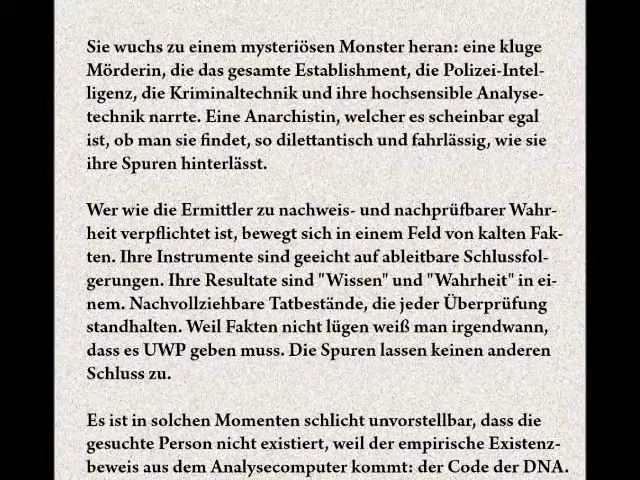 Sie wuchs zu einem mysteriösen Monster heran: eine kluge
Mörderin, die das gesamte Establishment, die Polizei-Intel-
ligenz, die Kriminaltechnik und ihre hochsensible Analyse-
technik narrte. Eine Anarchistin, welcher es scheinbar egal
ist, ob man sie findet, so dilettantisch und fahrlässig, wie sie
ihre Spuren hinterlässt.
Wer wie die Ermittler zu nachweis- und nachprüfbarer Wahr-
heit verpflichtet ist, bewegt sich in einem Feld von kalten Fak-
ten. Ihre Instrumente sind geeicht auf ableitbare Schlussfol-
gerungen. Ihre Resultate sind "Wissen" und "Wahrheit" in ei-
nem. Nachvollziehbare Tatbestände, die jeder Überprüfung
standhalten. Weil Fakten nicht lügen weiß man irgendwann,
dass es UWP geben muss. Die Spuren lassen keinen anderen
Schluss zu.
Es ist in solchen Momenten schlicht unvorstellbar, dass die
gesuchte Person nicht existiert, weil der empirische Existenz-
beweis aus dem Analysecomputer kommt: der Code der DNA.